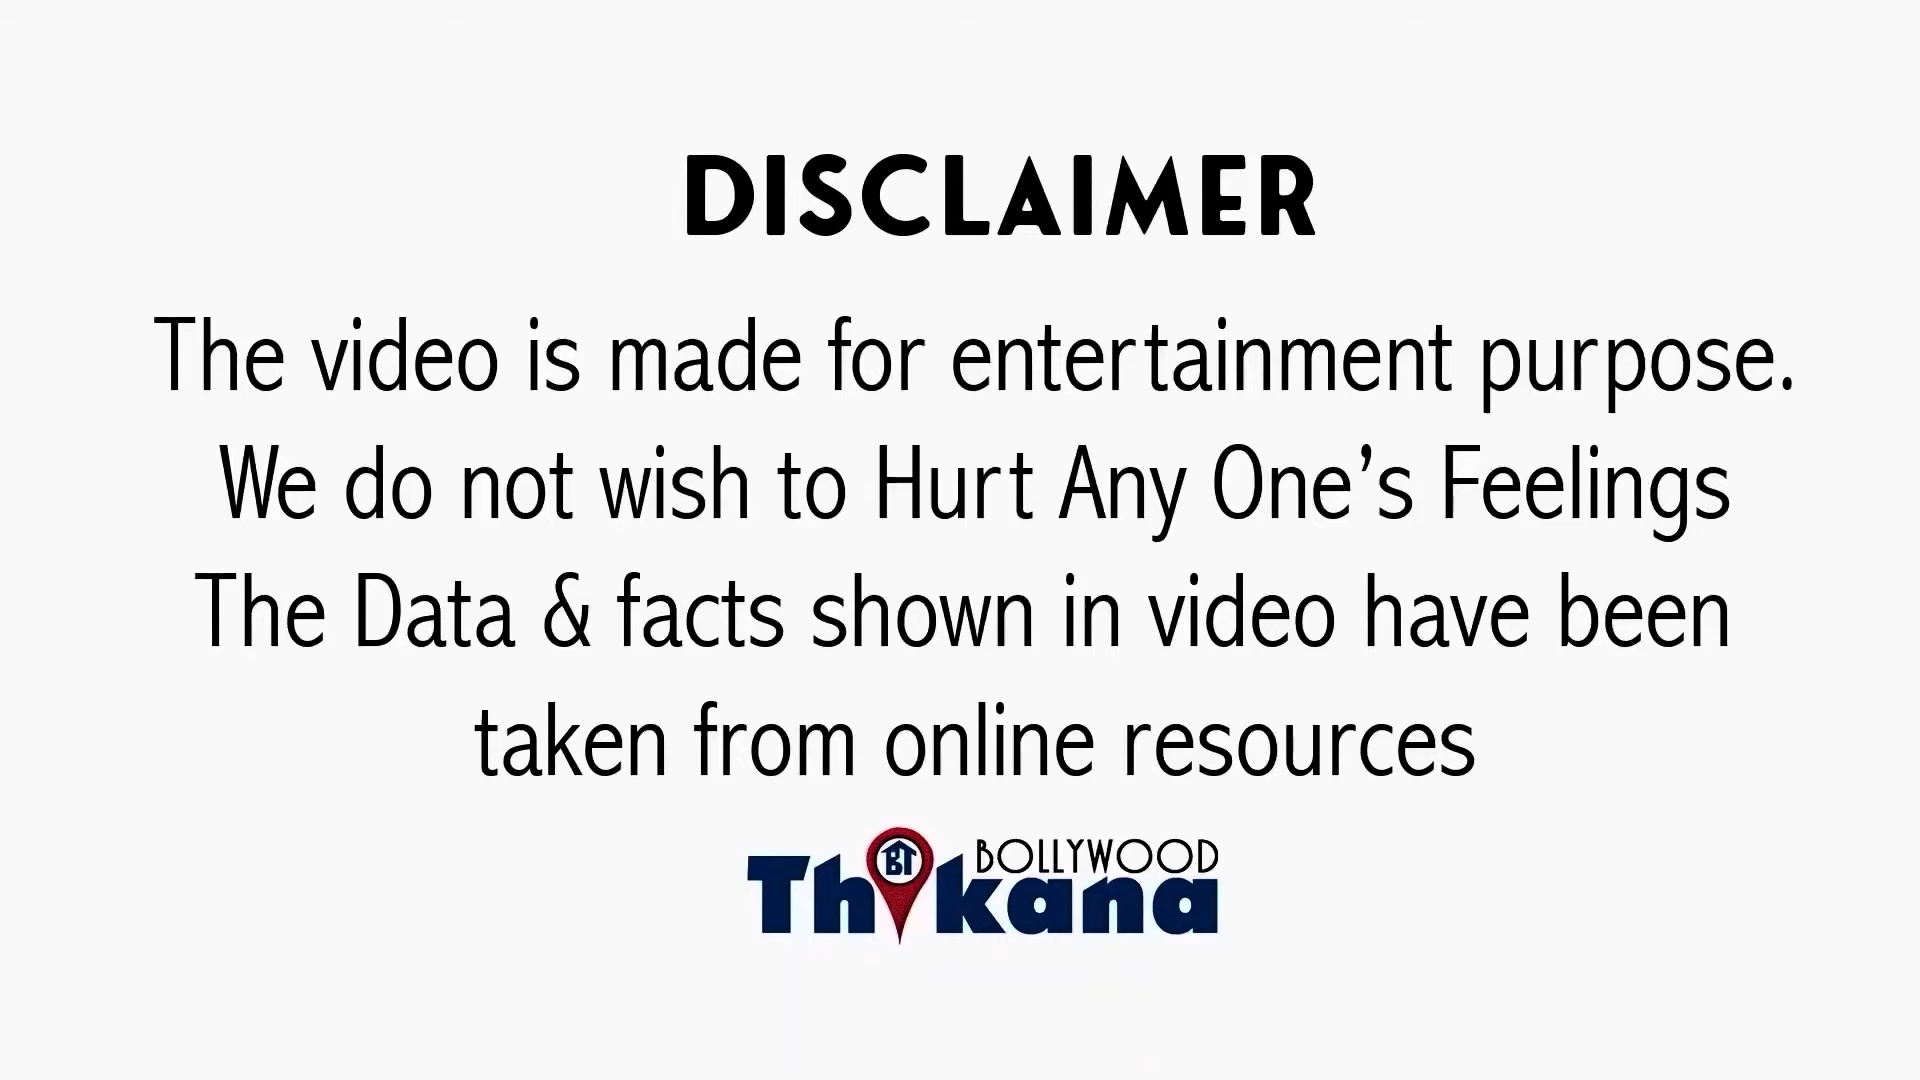 DISCLAIMER
The video is made for entertainment purpose.
We do not wish to Hurt Any One's Feelings
The Data & facts shown in video have been
taken from online resources
BOLLYWOOD
BT
Thikana